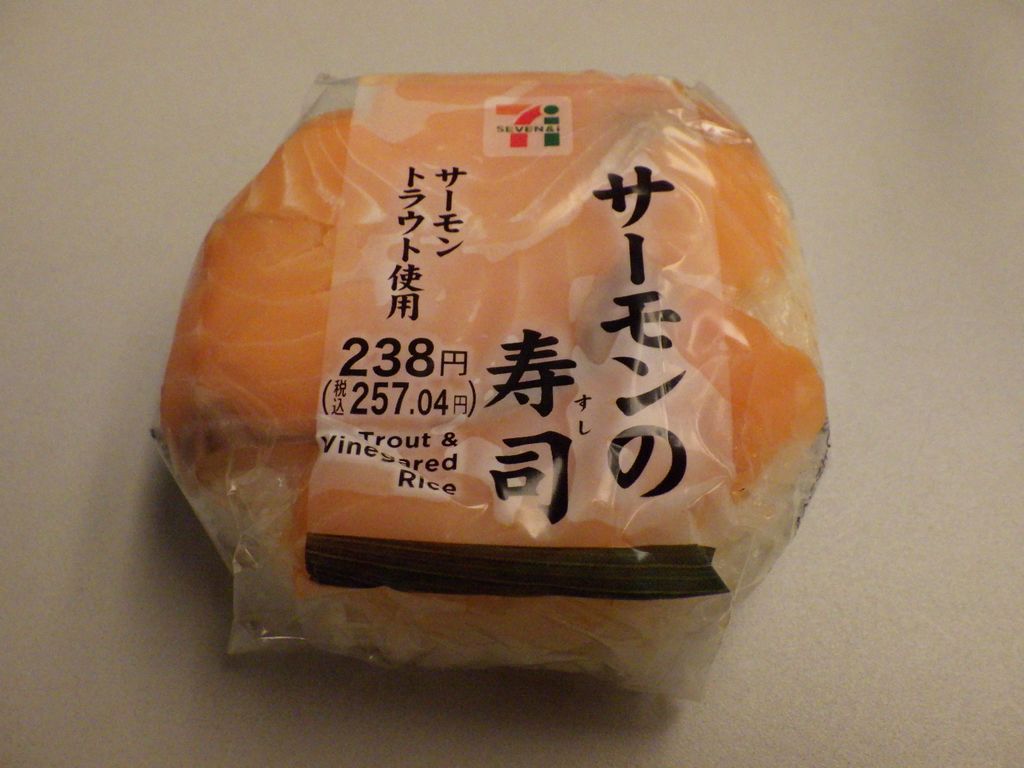 SEVEN&i
サーモンの
寿司
すし
サーモン
トラウト使用
238円
(税込257.04円)
Trout &
Vinegared
Rice